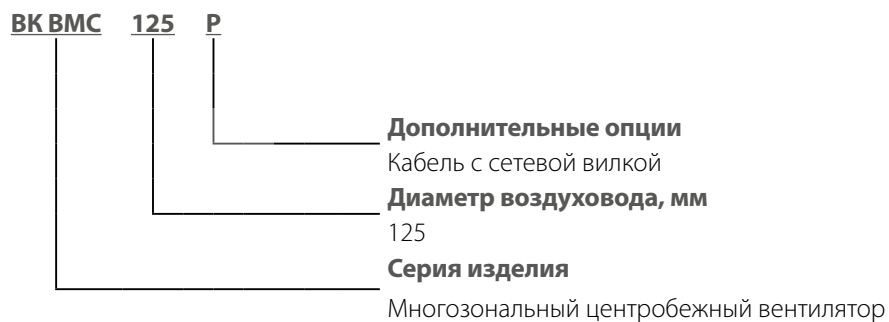 ВК ВМС 125 Р
Дополнительные опции
Кабель с сетевой вилкой
Диаметр воздуховода, мм
125
Серия изделия
Многозональный центробежный вентилятор